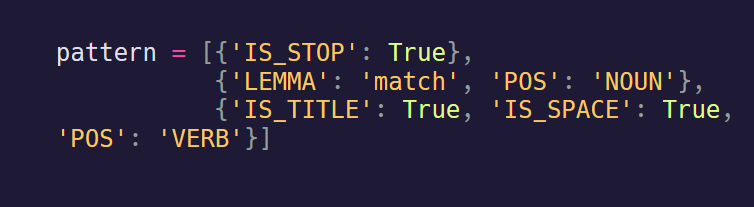 pattern = [{'IS_STOP': True},
{'LEMMA': 'match', 'POS': 'NOUN'},
{'IS_TITLE': True, 'IS_SPACE': True,
'POS': 'VERB'}]